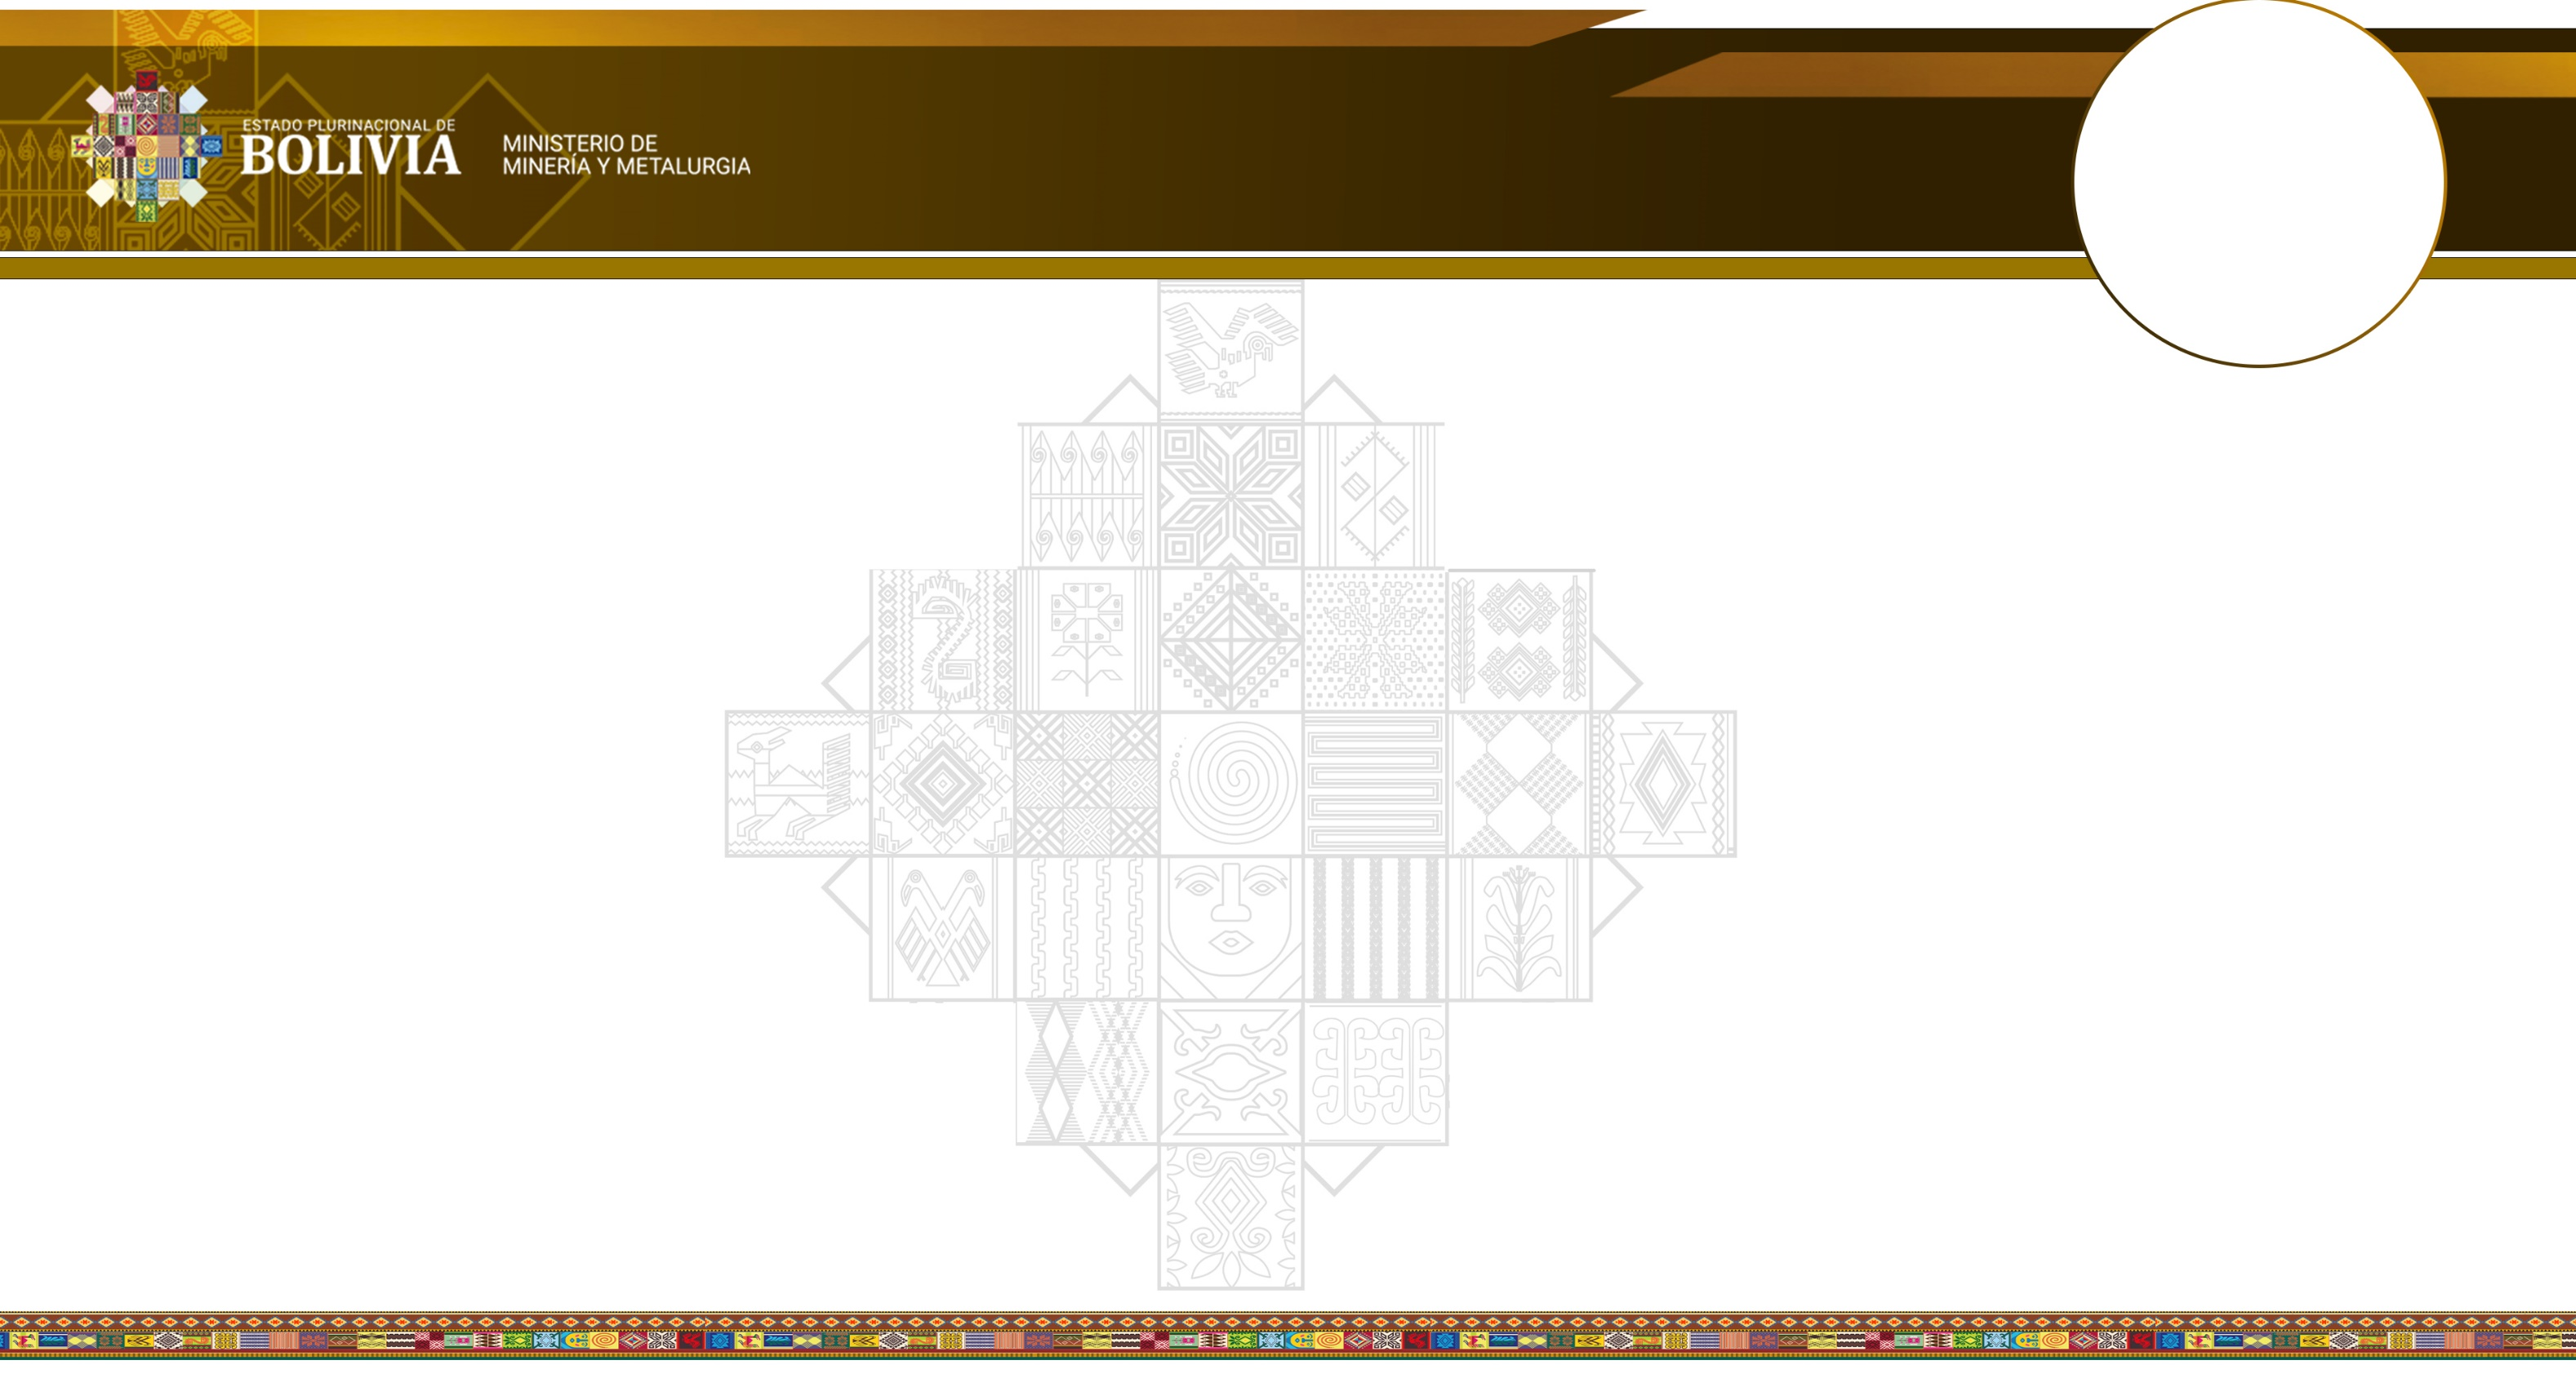 ESTADO PLURINACIONAL DE
BOLIVIA
MINISTERIO DE
MINERÍA Y METALURGIA